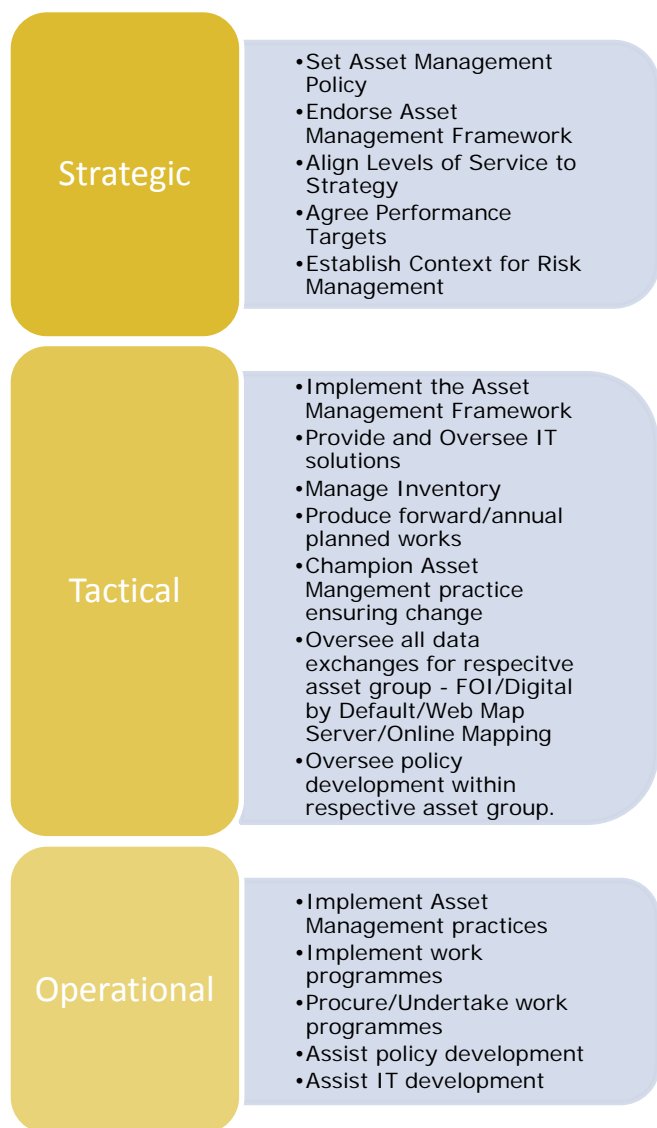 Strategic
•Set Asset Management
Policy
•Endorse Asset
Management Framework
•Align Levels of Service to
Strategy
•Agree Performance
Targets
•Establish Context for Risk
Management
Tactical
•Implement the Asset
Management Framework
•Provide and Oversee IT
solutions
•Manage Inventory
•Produce forward/annual
planned works
•Champion Asset
Mangement practice
ensuring change
•Oversee all data
exchanges for respecitve
asset group - FOI/Digital
by Default/Web Map
Server/Online Mapping
•Oversee policy
development within
respective asset group.
Operational
•Implement Asset
Management practices
•Implement work
programmes
•Procure/Undertake work
programmes
•Assist policy development
•Assist IT development